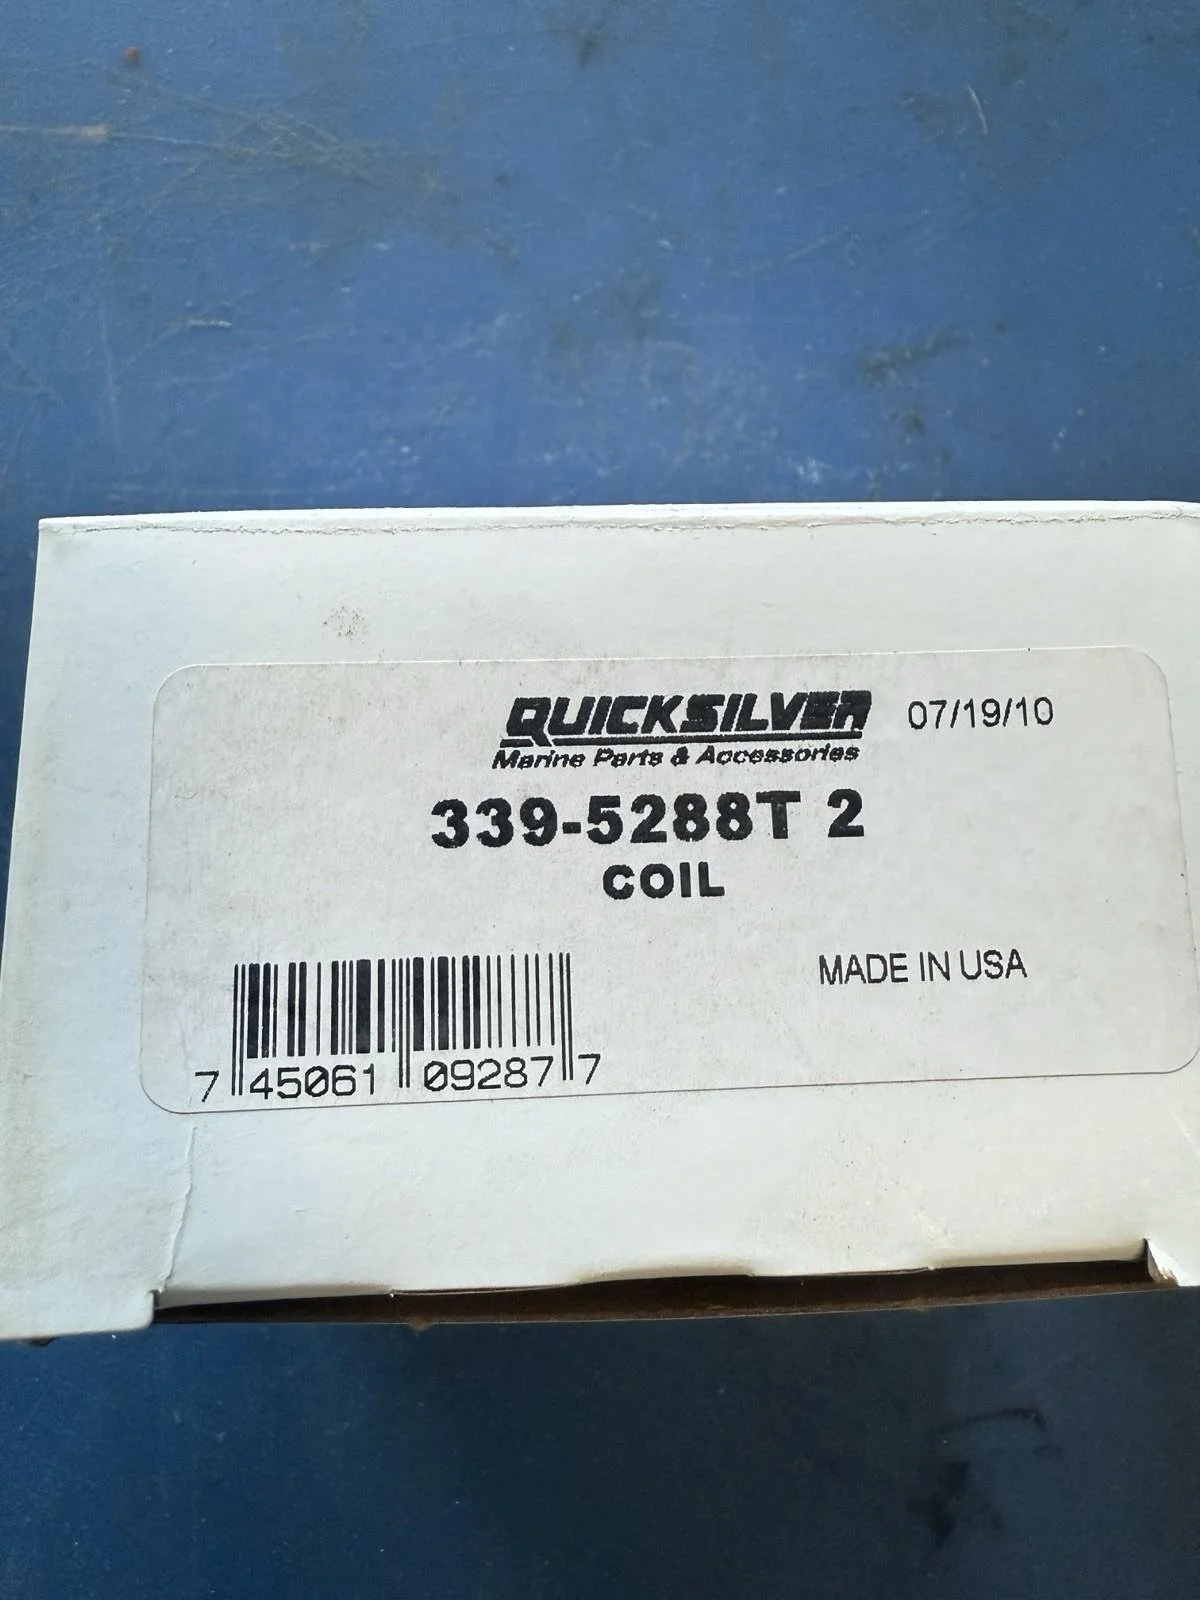 QUICKSILVER 07/19/10
Marine Parts & Accessories
339-5288T 2
COIL
MADE IN USA
7 45061 09287 7